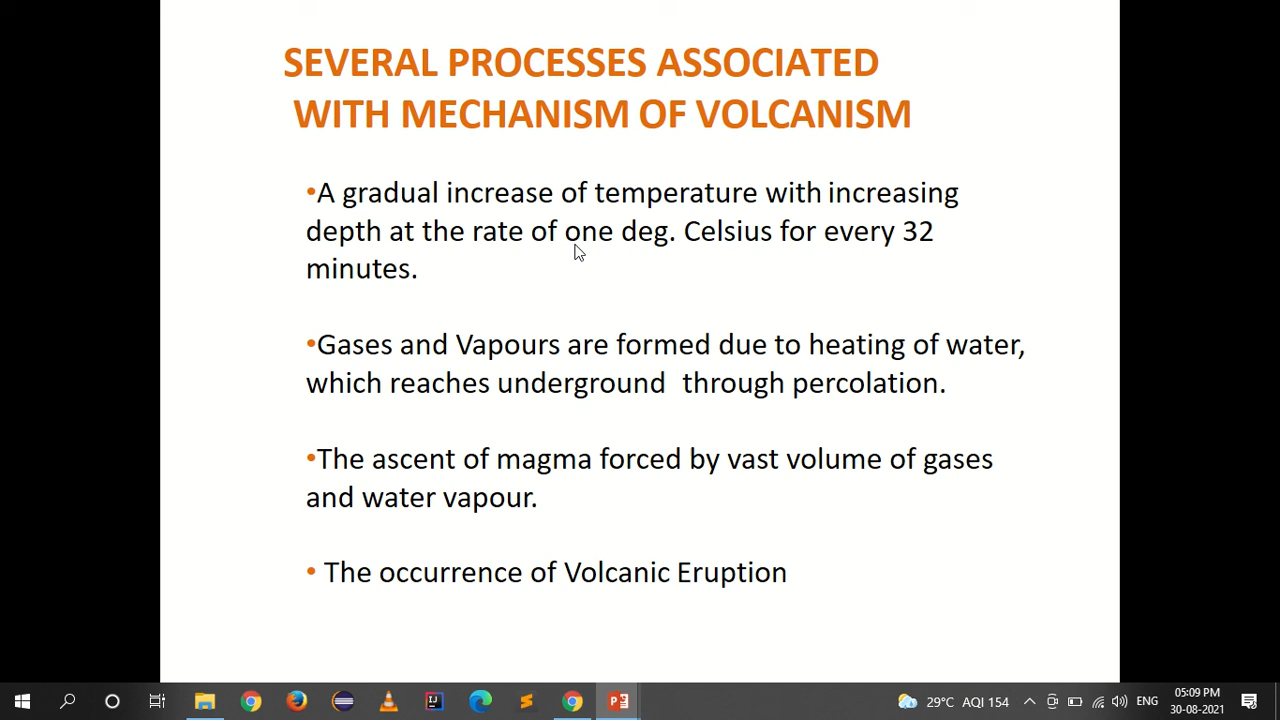 SEVERAL PROCESSES ASSOCIATED
WITH MECHANISM OF VOLCANISM
•A gradual increase of temperature with increasing
depth at the rate of one deg. Celsius for every 32
minutes.
•Gases and Vapours are formed due to heating of water,
which reaches underground through percolation.
•The ascent of magma forced by vast volume of gases
and water vapour.
• The occurrence of Volcanic Eruption
29°C AQI 154 ENG
05:09 PM
30-08-2021